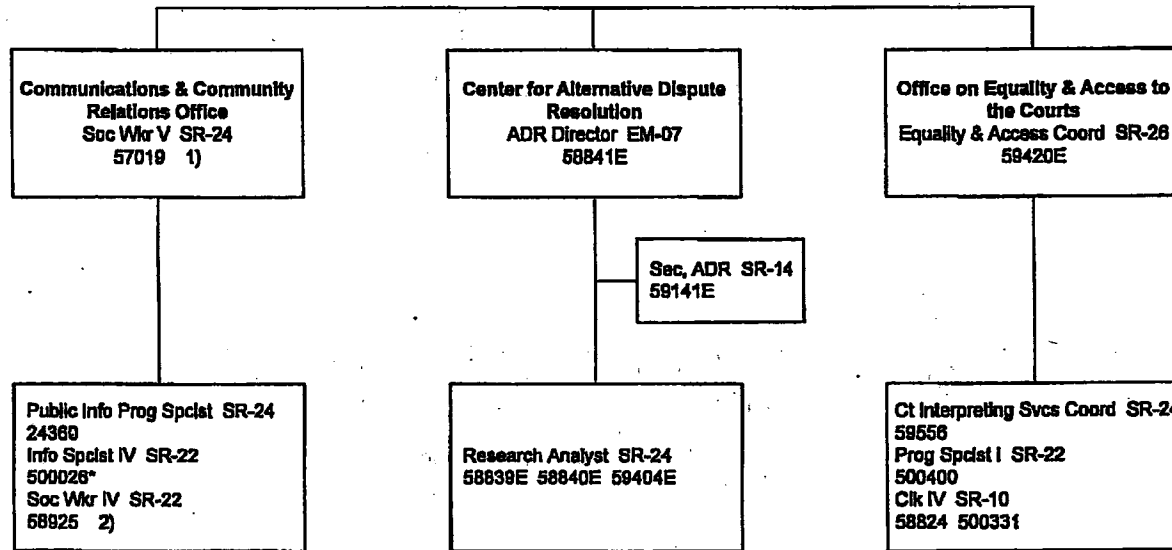 Communications & Community
Relations Office
Soc Wkr V SR-24
57019 1)
Center for Alternative Dispute
Resolution
ADR Director EM-07
58841E
Office on Equality & Access to
the Courts
Equality & Access Coord SR-26
59420E
Sec, ADR SR-14
59141E
Public Info Prog Spclst SR-24
24360
Info Spclst IV SR-22
500026*
Soc Wkr IV SR-22
58925 2)
Research Analyst SR-24
58839E 58840E 59404E
Ct Interpreting Svcs Coord SR-24
59556
Prog Spclst I SR-22
500400
Clk IV SR-10
58824 500331